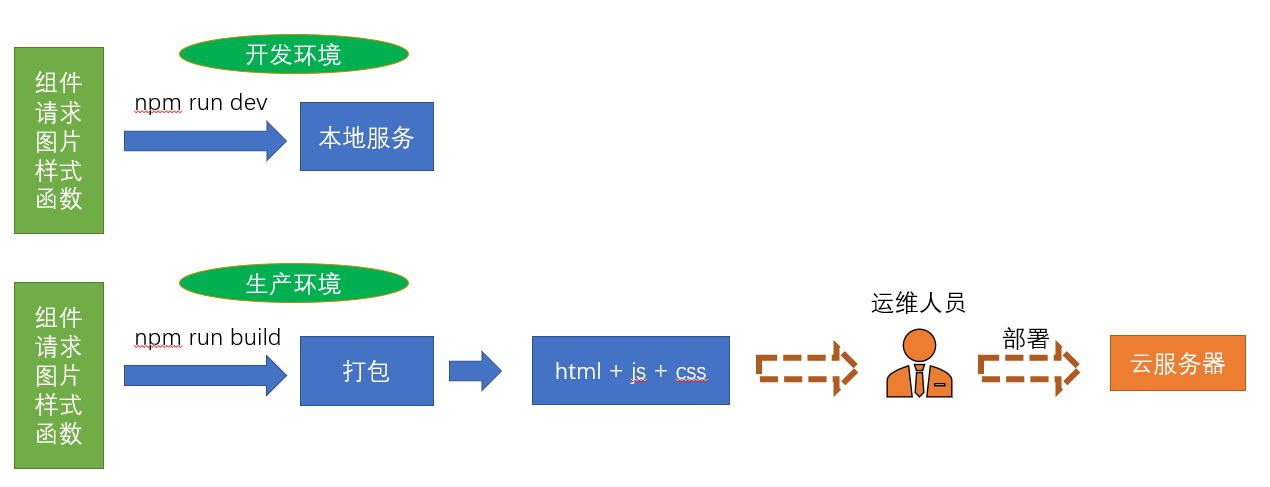 开发环境
组件
请求
图片
样式
函数
npm run dev
本地服务
生产环境
组件
请求
图片
样式
函数
npm run build
打包
html + js + css
运维人员
部署
云服务器